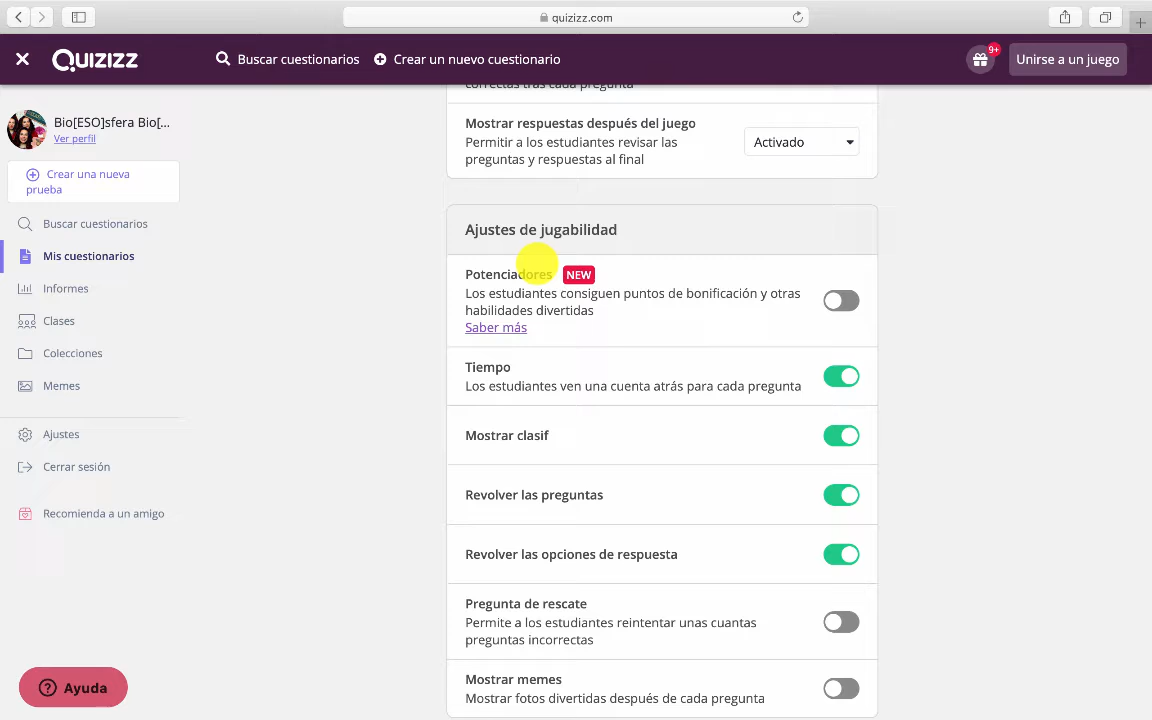 quizizz.com
QUIZIZZ
Buscar cuestionarios
Crear un nuevo cuestionario
9+
Unirse a un juego
Bio[ESO]sfera Bio[...
Ver perfil
Crear una nueva
prueba
Buscar cuestionarios
Mis cuestionarios
Informes
Clases
Colecciones
Memes
Ajustes
Cerrar sesión
Recomienda a un amigo
Ayuda
correctas tras cada pregunta
Mostrar respuestas después del juego
Permitir a los estudiantes revisar las
preguntas y respuestas al final
Activado
Ajustes de jugabilidad
Potenciadores NEW
Los estudiantes consiguen puntos de bonificación y otras
habilidades divertidas
Saber más
Tiempo
Los estudiantes ven una cuenta atrás para cada pregunta
Mostrar clasif
Revolver las preguntas
Revolver las opciones de respuesta
Pregunta de rescate
Permite a los estudiantes reintentar unas cuantas
preguntas incorrectas
Mostrar memes
Mostrar fotos divertidas después de cada pregunta